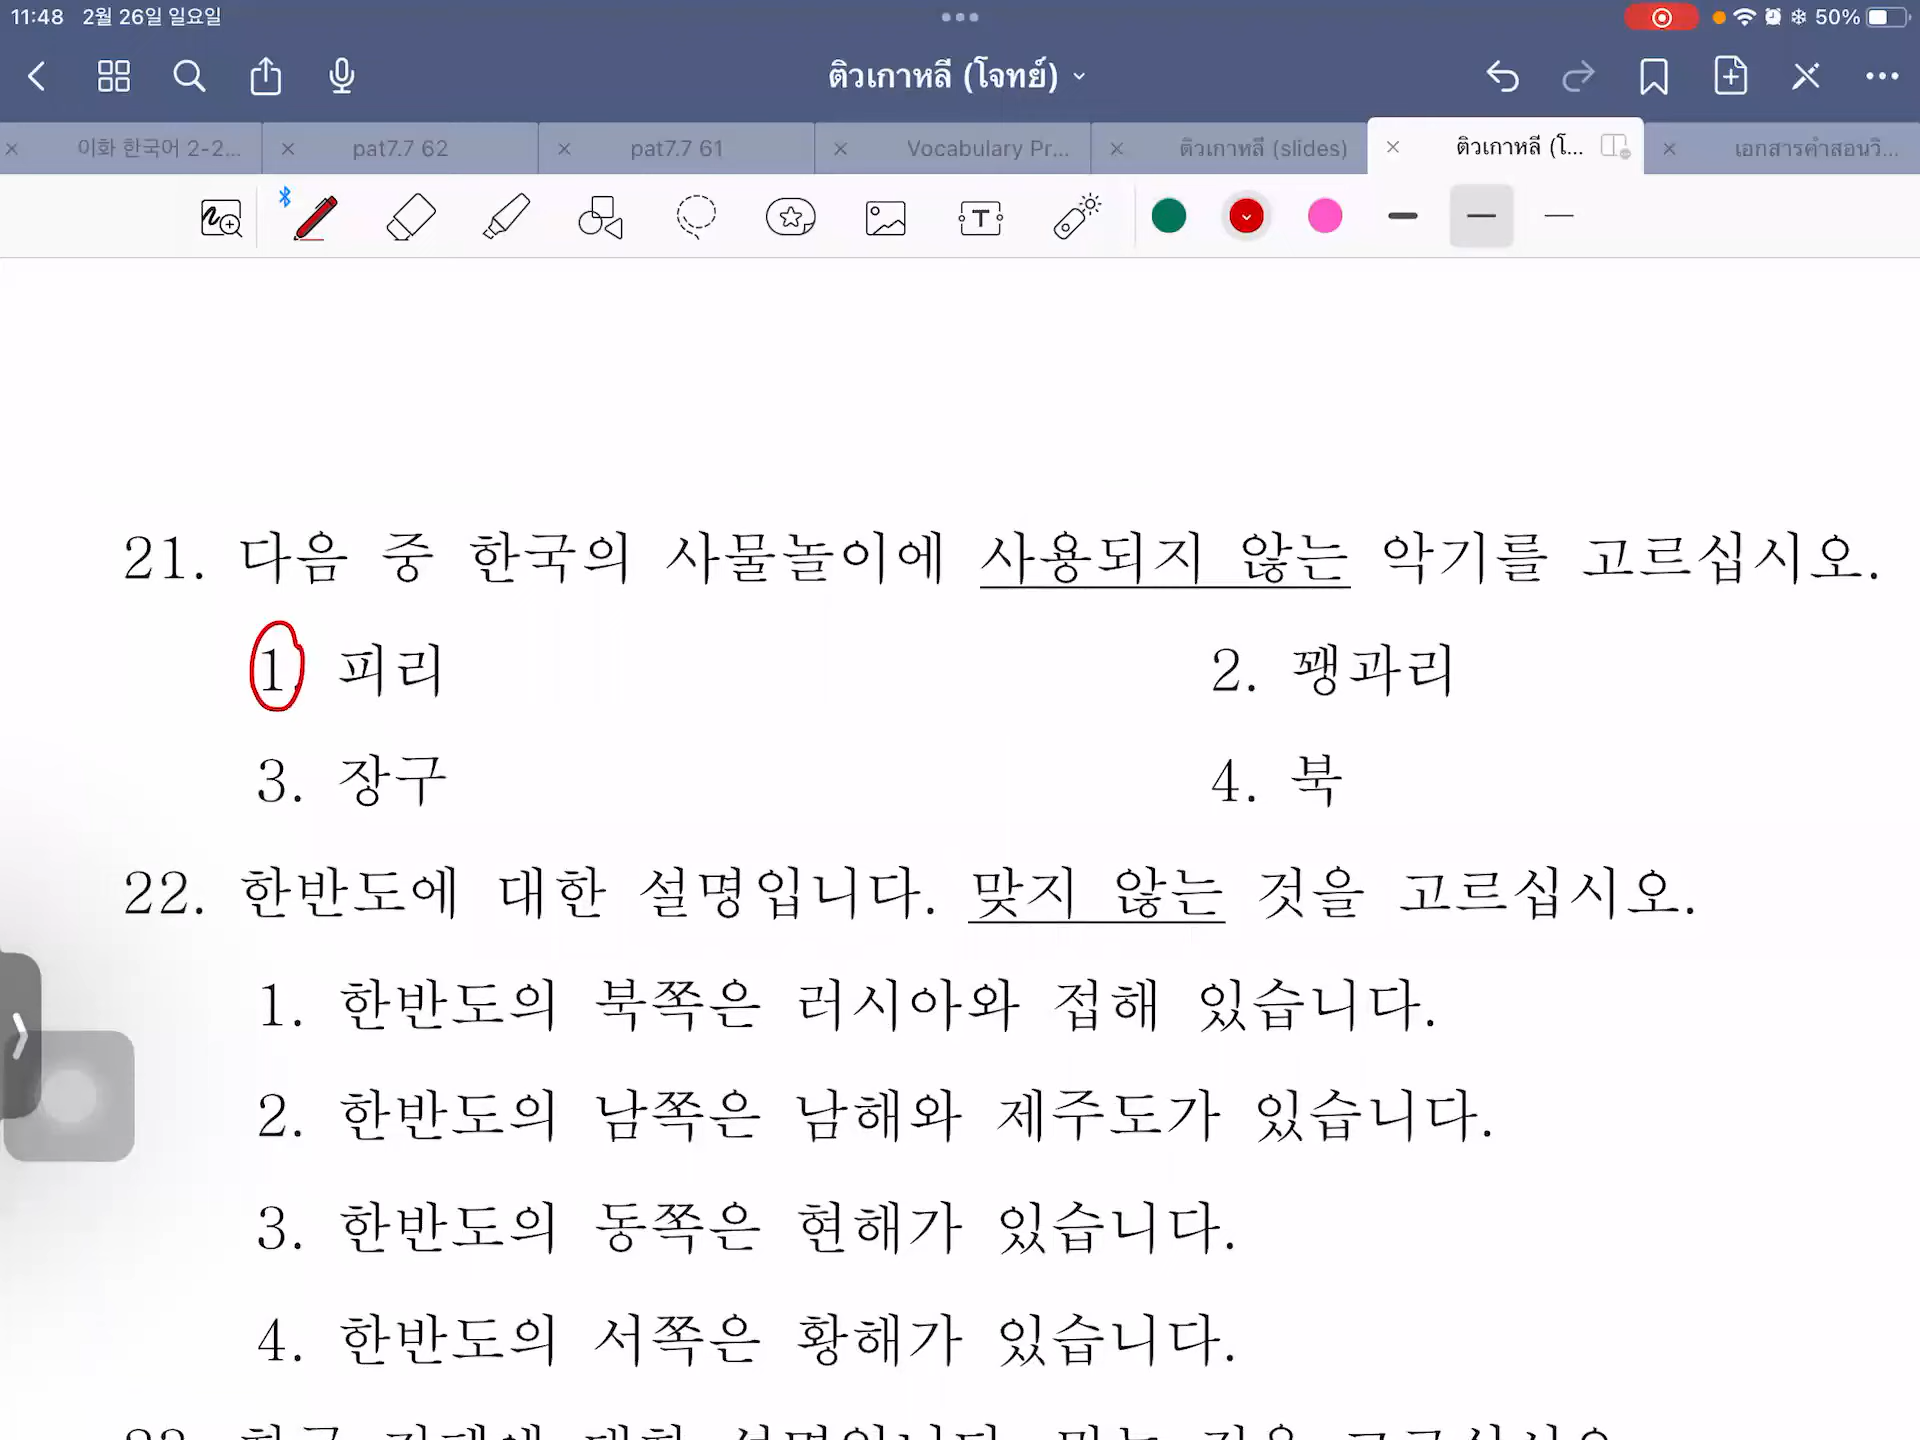 11:48 2월 26일 일요일
50%
ติวเกาหลี (โจทย์)
이화 한국어 2-2...
pat7.7 62
pat7.7 61
Vocabulary Pr...
ติวเกาหลี (slides)
ติวเกาหลี (โ...
เอกสารคำสอนวิ...
T
21. 다음 중 한국의 사물놀이에 사용되지 않는 악기를 고르십시오.
1. 피리 2. 꽹과리
3. 장구 4. 북
22. 한반도에 대한 설명입니다. 맞지 않는 것을 고르십시오.
1. 한반도의 북쪽은 러시아와 접해 있습니다.
2. 한반도의 남쪽은 남해와 제주도가 있습니다.
3. 한반도의 동쪽은 현해가 있습니다.
4. 한반도의 서쪽은 황해가 있습니다.